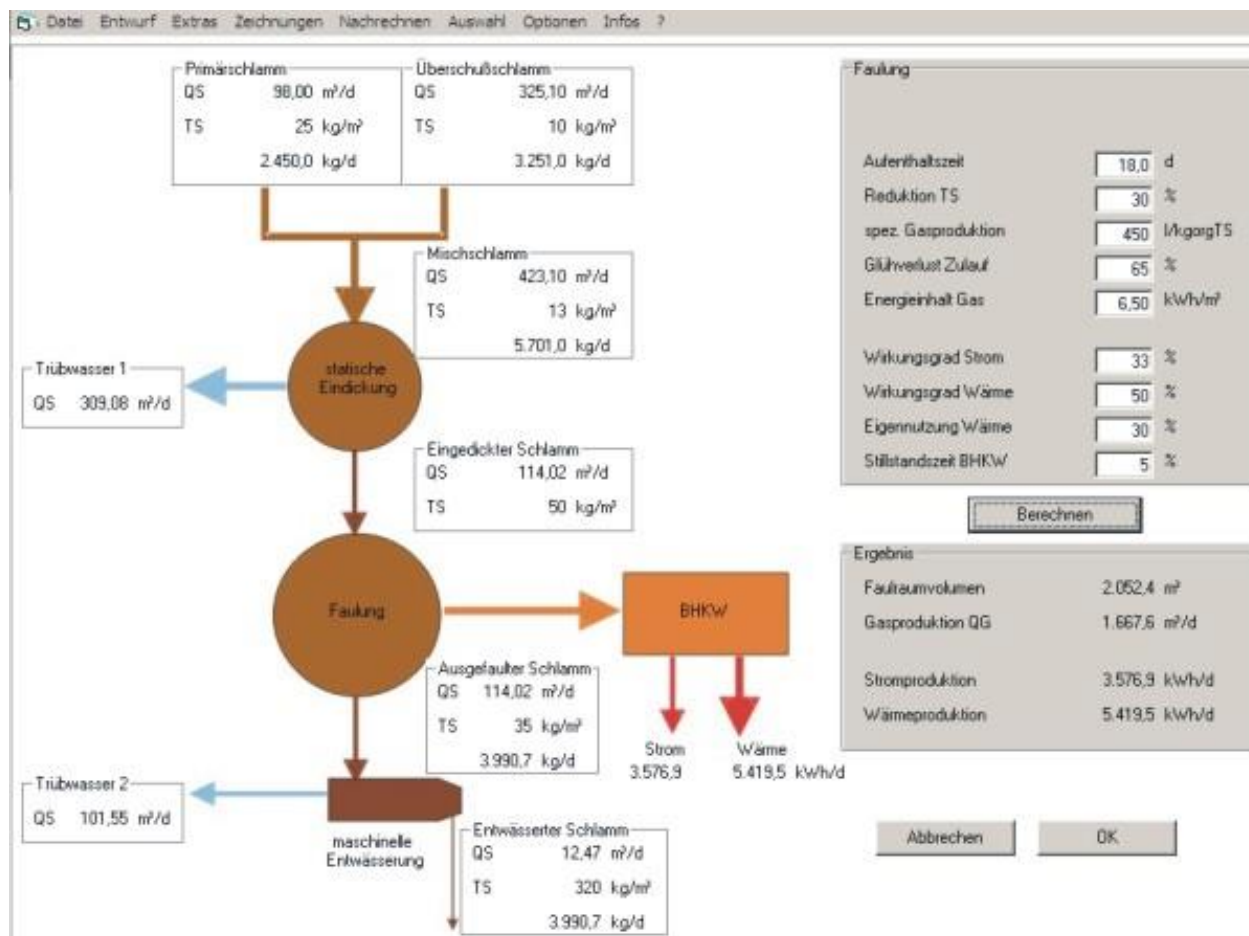 Datei Entwurf Extras Zeichnungen Nachrechnen Auswahl Optionen Infos ?
Primärschlamm
QS 98,00 m³/d
TS 25 kg/m³
2.450,0 kg/d
Überschußschlamm
QS 325,10 m³/d
TS 10 kg/m³
3.251,0 kg/d
Mischschlamm
QS 423,10 m³/d
TS 13 kg/m³
5.701,0 kg/d
statische
Eindickung
Trübwasser 1
QS 309,08 m³/d
Eingedickter Schlamm
QS 114,02 m³/d
TS 50 kg/m³
Faulung
BHKW
Ausgefaulter Schlamm
QS 114,02 m³/d
TS 35 kg/m³
3.990,7 kg/d
Strom
3.576,9
Wärme
5.419,5 kWh/d
Trübwasser 2
QS 101,55 m³/d
maschinelle
Entwässerung
Entwässerter Schlamm
QS 12,47 m³/d
TS 320 kg/m³
3.990,7 kg/d
Faulung
Aufenthaltszeit 18,0 d
Reduktion TS 30 %
spez. Gasproduktion 450 l/kgorgTS
Glühverlust Zulauf 65 %
Energieinhalt Gas 6,50 kWh/m³
Wirkungsgrad Strom 33 %
Wirkungsgrad Wärme 50 %
Eigennutzung Wärme 30 %
Stillstandszeit BHKW 5 %
Berechnen
Ergebnis
Faulraumvolumen 2.052,4 m³
Gasproduktion QG 1.667,6 m³/d
Stromproduktion 3.576,9 kWh/d
Wärmeproduktion 5.419,5 kWh/d
Abbrechen
OK